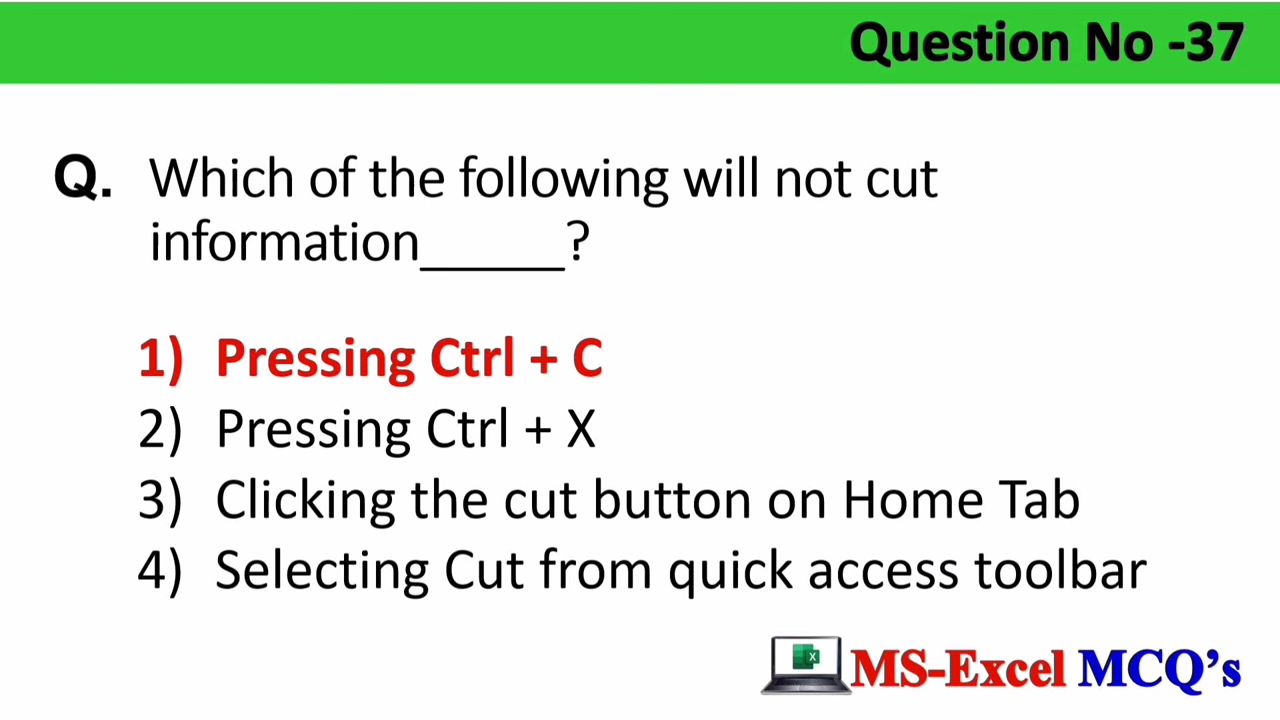 Question No -37
Q. Which of the following will not cut
information_____?
1) Pressing Ctrl + C
2) Pressing Ctrl + X
3) Clicking the cut button on Home Tab
4) Selecting Cut from quick access toolbar
X
MS-Excel MCQ’s